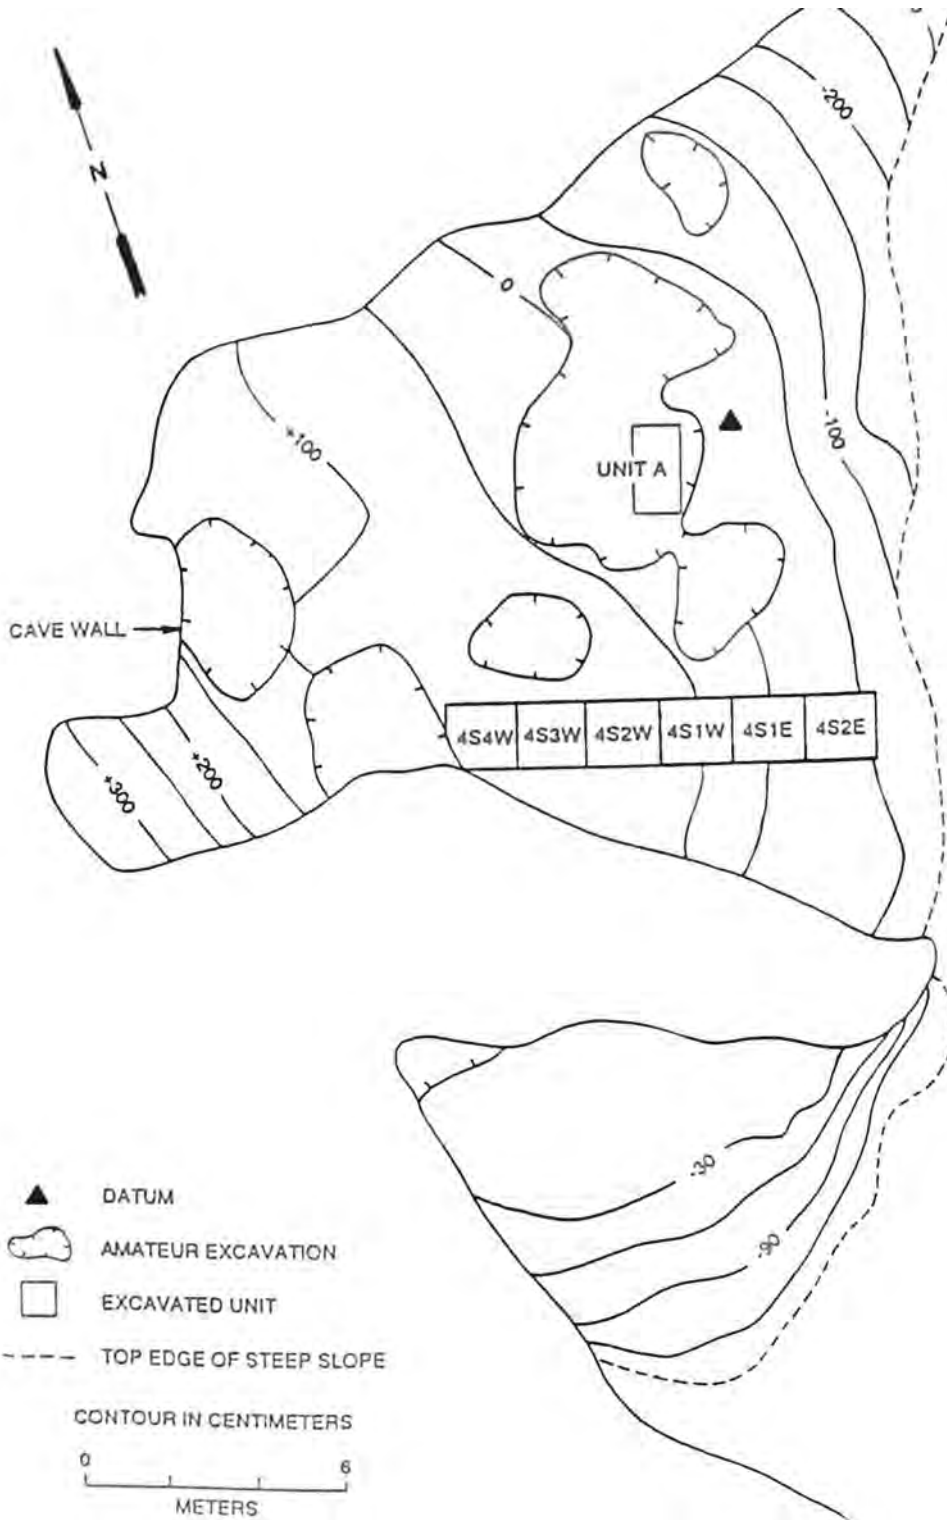 -200
N
0
-100
+100
UNIT A
CAVE WALL
4S4W 4S3W 4S2W 4S1W 4S1E 4S2E
+200
+300
-30
-90
DATUM
AMATEUR EXCAVATION
EXCAVATED UNIT
TOP EDGE OF STEEP SLOPE
CONTOUR IN CENTIMETERS
0 6
METERS